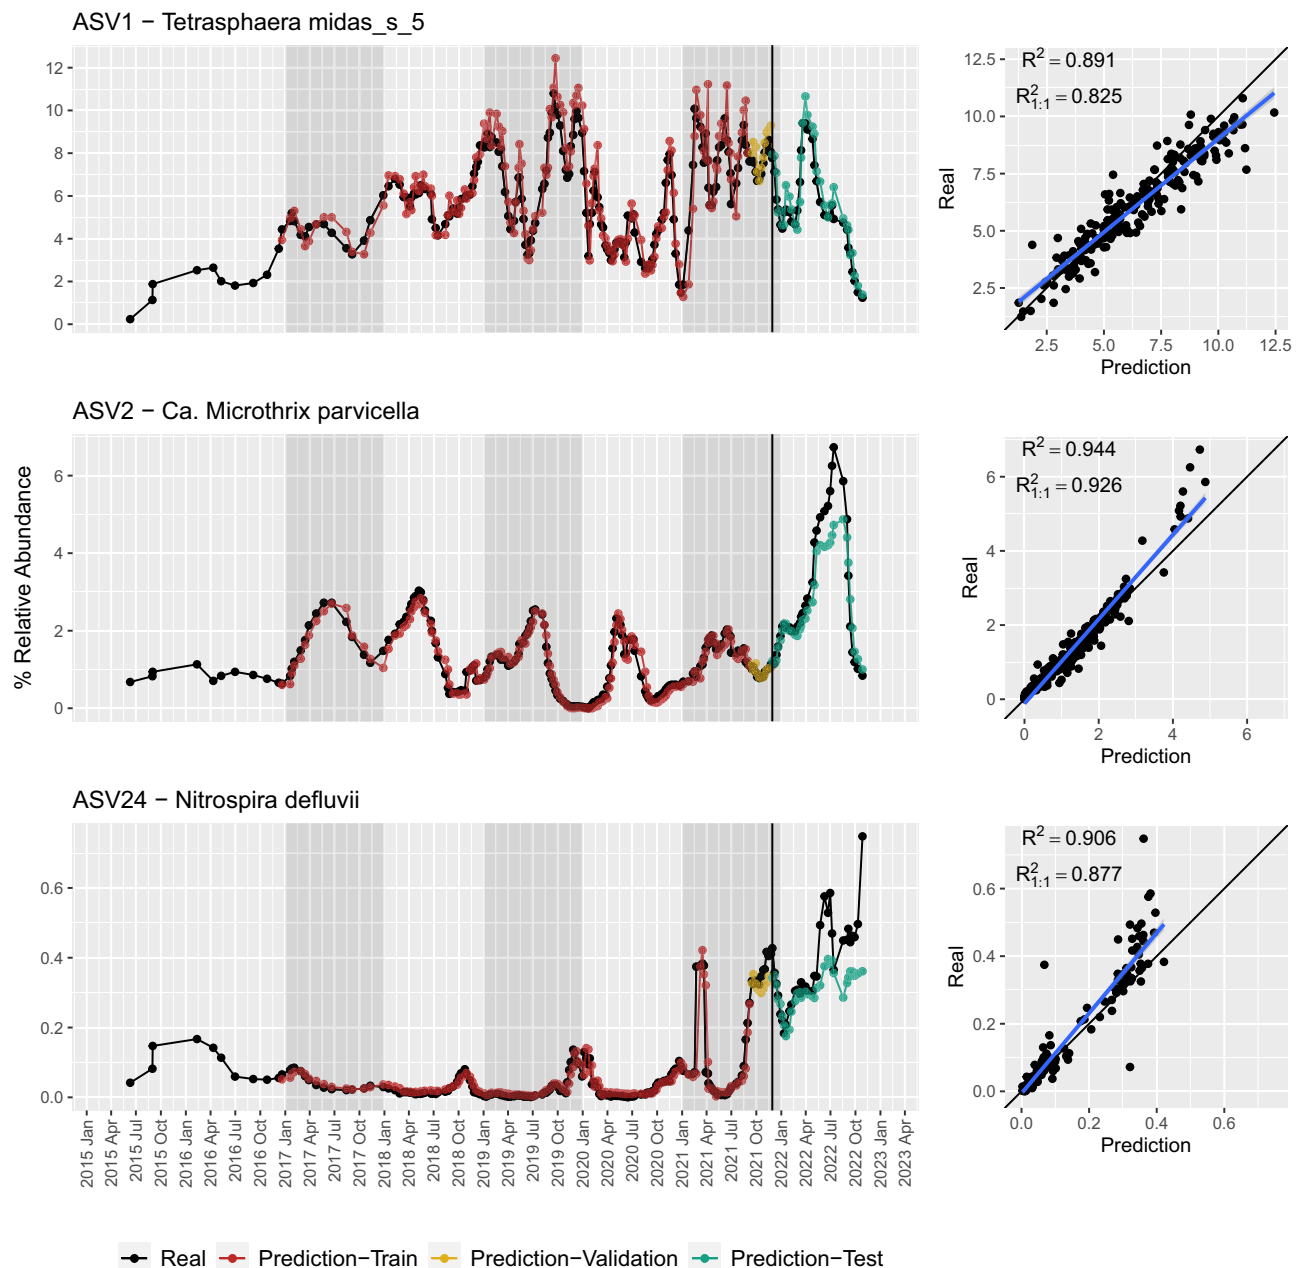 ASV1 − Tetrasphaera midas_s_5
12
10
8
6
4
2
0
R² = 0.891
R²1:1 = 0.825
Real
12.5
10.0
7.5
5.0
2.5
2.5 5.0 7.5 10.0 12.5
Prediction
ASV2 − Ca. Microthrix parvicella
% Relative Abundance
6
4
2
0
R² = 0.944
R²1:1 = 0.926
Real
6
4
2
0
0 2 4 6
Prediction
ASV24 − Nitrospira defluvii
0.6
0.4
0.2
0.0
R² = 0.906
R²1:1 = 0.877
Real
0.6
0.4
0.2
0.0
0.0 0.2 0.4 0.6
Prediction
2015 Jan
2015 Apr
2015 Jul
2015 Oct
2016 Jan
2016 Apr
2016 Jul
2016 Oct
2017 Jan
2017 Apr
2017 Jul
2017 Oct
2018 Jan
2018 Apr
2018 Jul
2018 Oct
2019 Jan
2019 Apr
2019 Jul
2019 Oct
2020 Jan
2020 Apr
2020 Jul
2020 Oct
2021 Jan
2021 Apr
2021 Jul
2021 Oct
2022 Jan
2022 Apr
2022 Jul
2022 Oct
2023 Jan
2023 Apr
Real Prediction−Train Prediction−Validation Prediction−Test